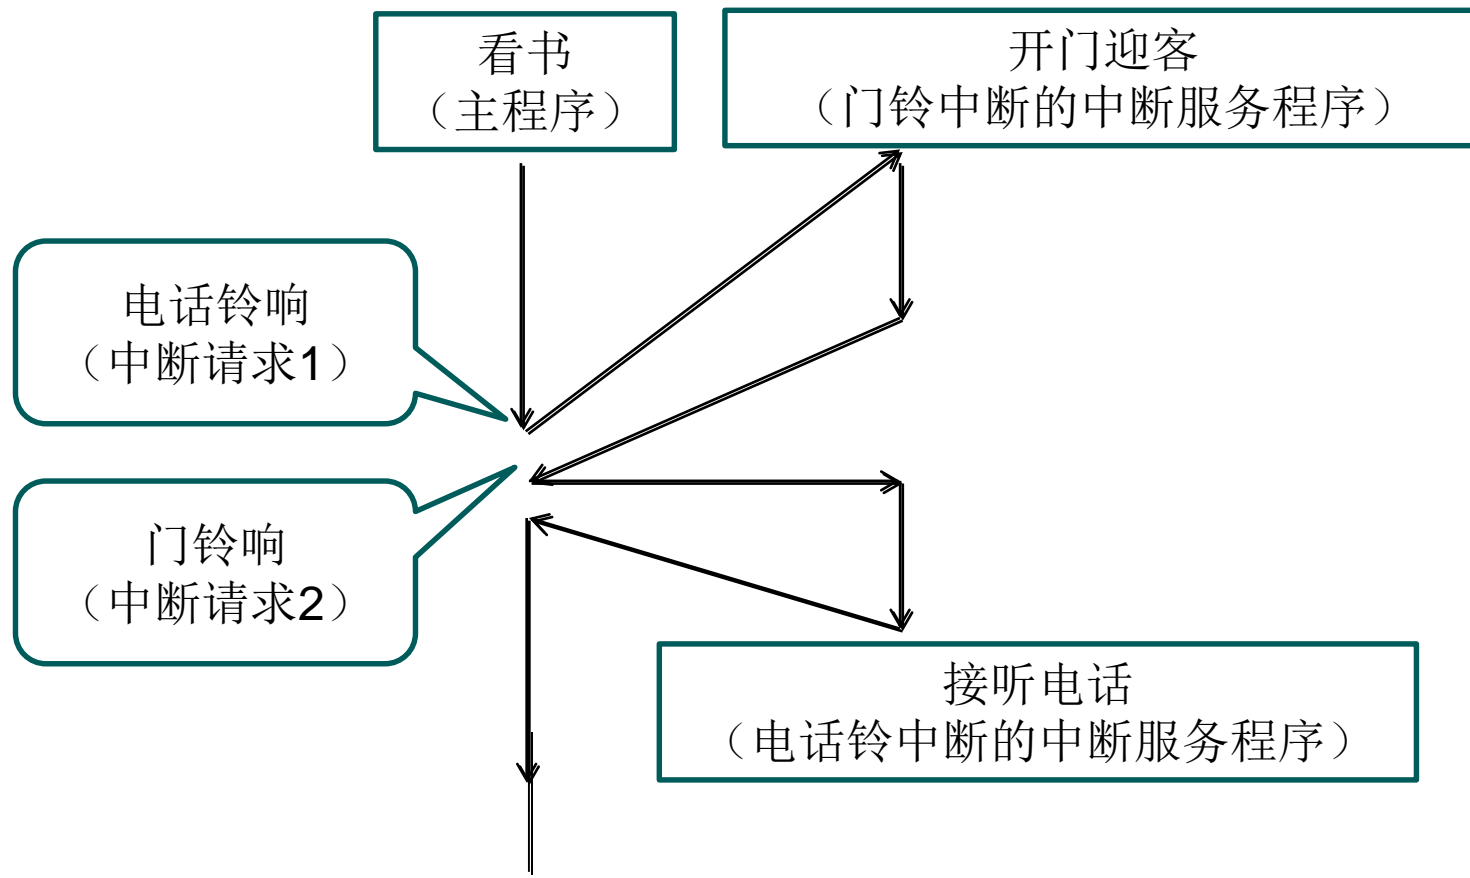 看书
（主程序）
开门迎客
（门铃中断的中断服务程序）
电话铃响
（中断请求1）
门铃响
（中断请求2）
接听电话
（电话铃中断的中断服务程序）